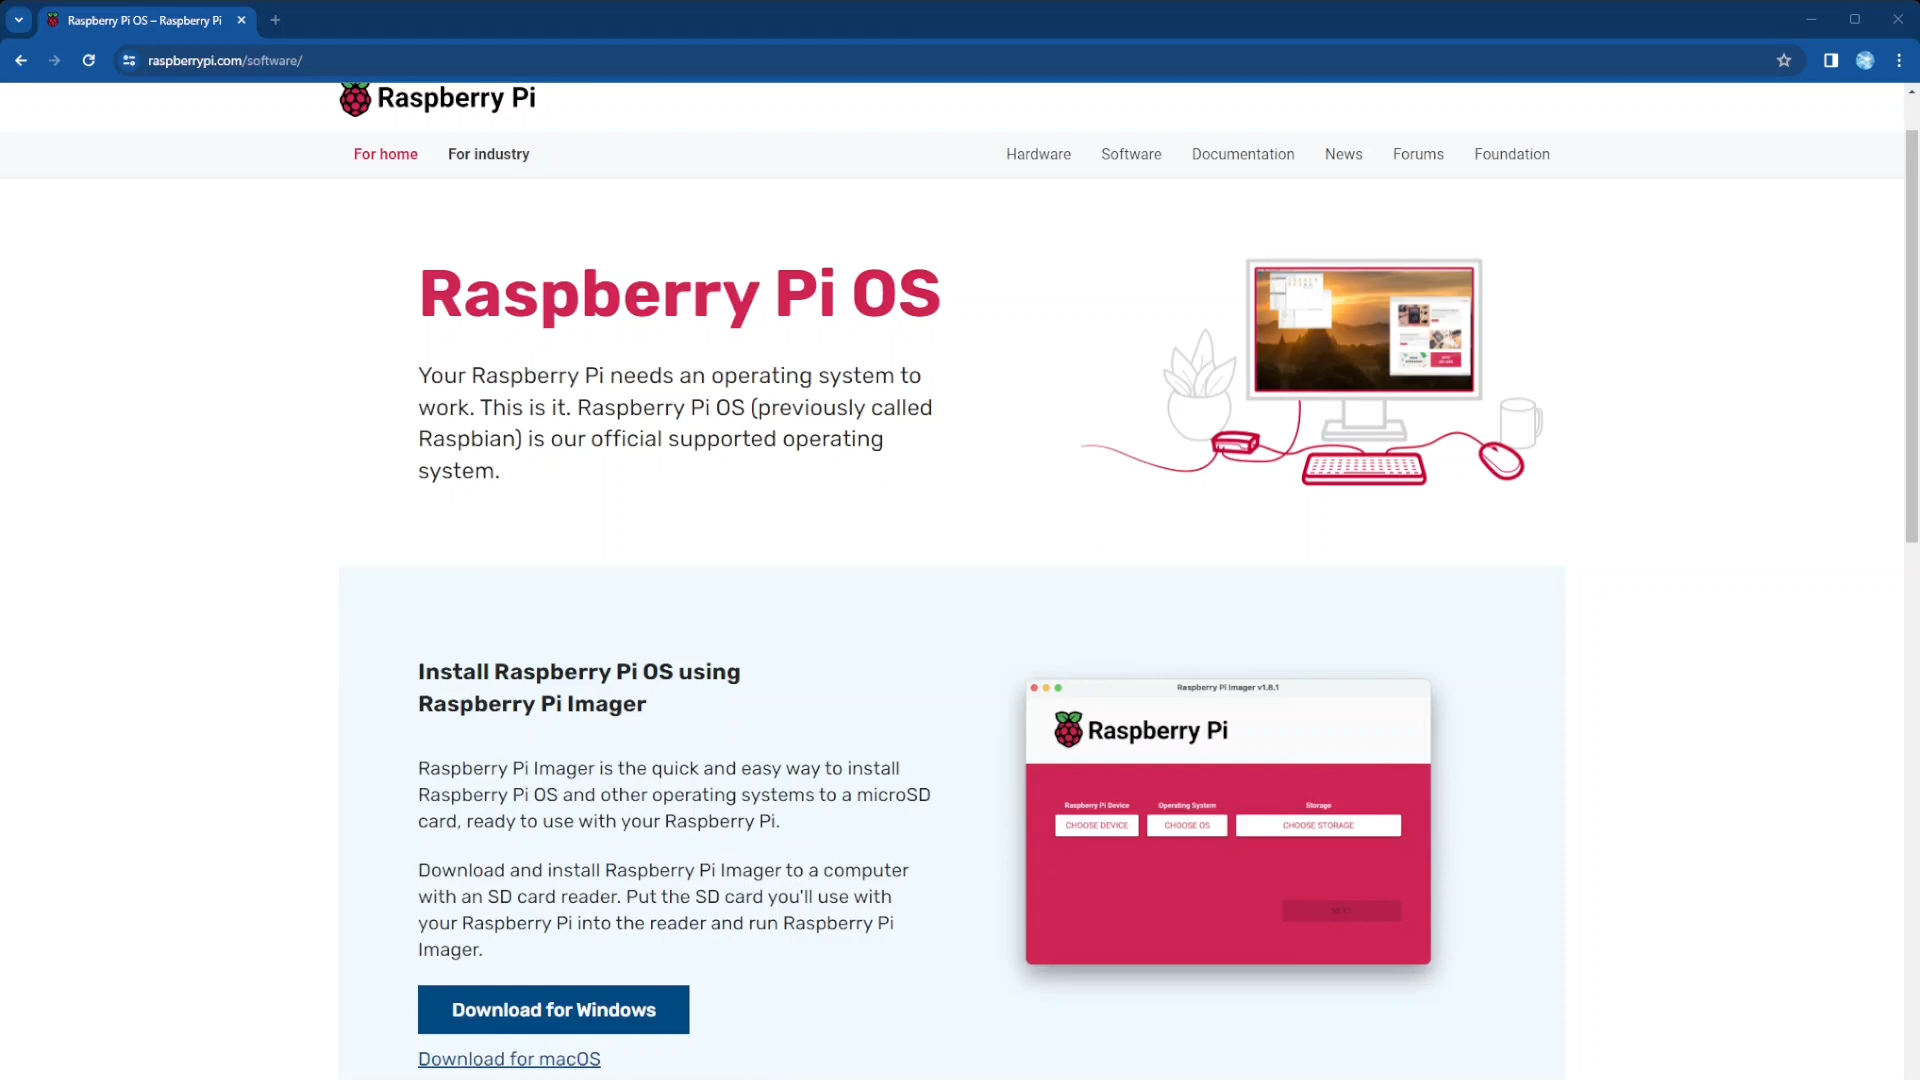 Raspberry Pi OS – Raspberry Pi
raspberrypi.com/software/
Raspberry Pi
For home
For industry
Hardware
Software
Documentation
News
Forums
Foundation
Raspberry Pi OS
Your Raspberry Pi needs an operating system to
work. This is it. Raspberry Pi OS (previously called
Raspbian) is our official supported operating
system.
Install Raspberry Pi OS using
Raspberry Pi Imager
Raspberry Pi Imager is the quick and easy way to install
Raspberry Pi OS and other operating systems to a microSD
card, ready to use with your Raspberry Pi.
Download and install Raspberry Pi Imager to a computer
with an SD card reader. Put the SD card you'll use with
your Raspberry Pi into the reader and run Raspberry Pi
Imager.
Download for Windows
Download for macOS
Raspberry Pi Imager v1.8.1
Raspberry Pi
Raspberry Pi Device
Operating System
Storage
CHOOSE DEVICE
CHOOSE OS
CHOOSE STORAGE